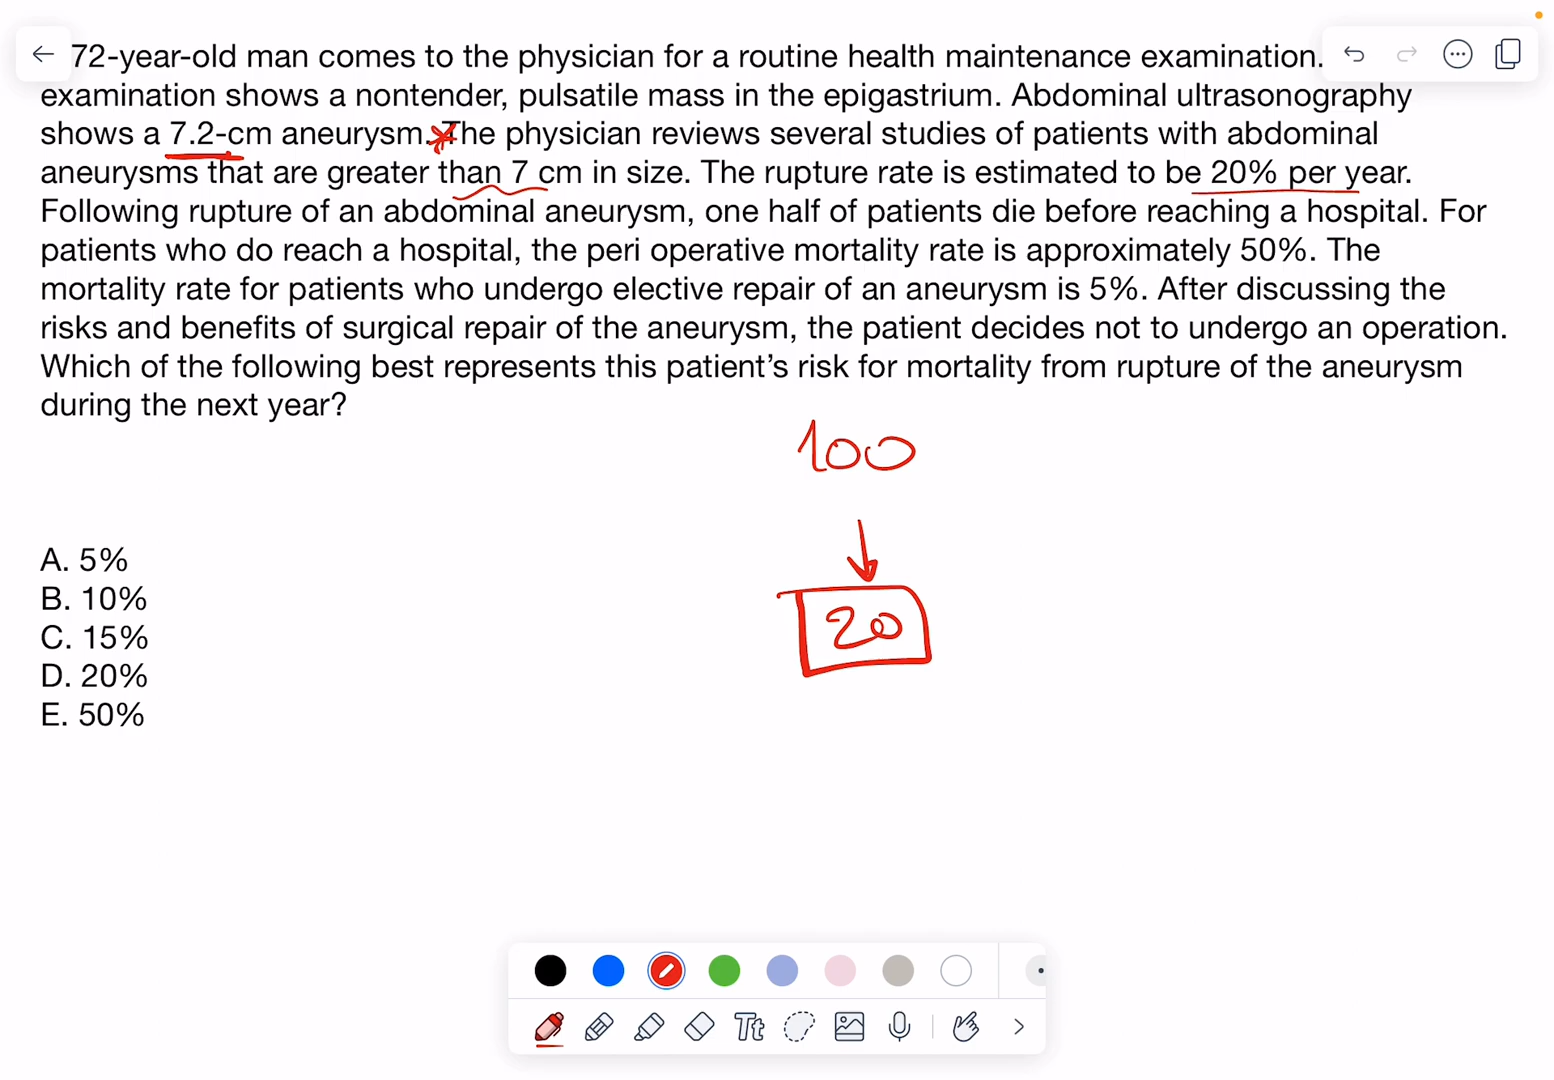 72-year-old man comes to the physician for a routine health maintenance examination.
examination shows a nontender, pulsatile mass in the epigastrium. Abdominal ultrasonography
shows a 7.2-cm aneurysm. The physician reviews several studies of patients with abdominal
aneurysms that are greater than 7 cm in size. The rupture rate is estimated to be 20% per year.
Following rupture of an abdominal aneurysm, one half of patients die before reaching a hospital. For
patients who do reach a hospital, the peri operative mortality rate is approximately 50%. The
mortality rate for patients who undergo elective repair of an aneurysm is 5%. After discussing the
risks and benefits of surgical repair of the aneurysm, the patient decides not to undergo an operation.
Which of the following best represents this patient's risk for mortality from rupture of the aneurysm
during the next year?
100
20
A. 5%
B. 10%
C. 15%
D. 20%
E. 50%
Tt